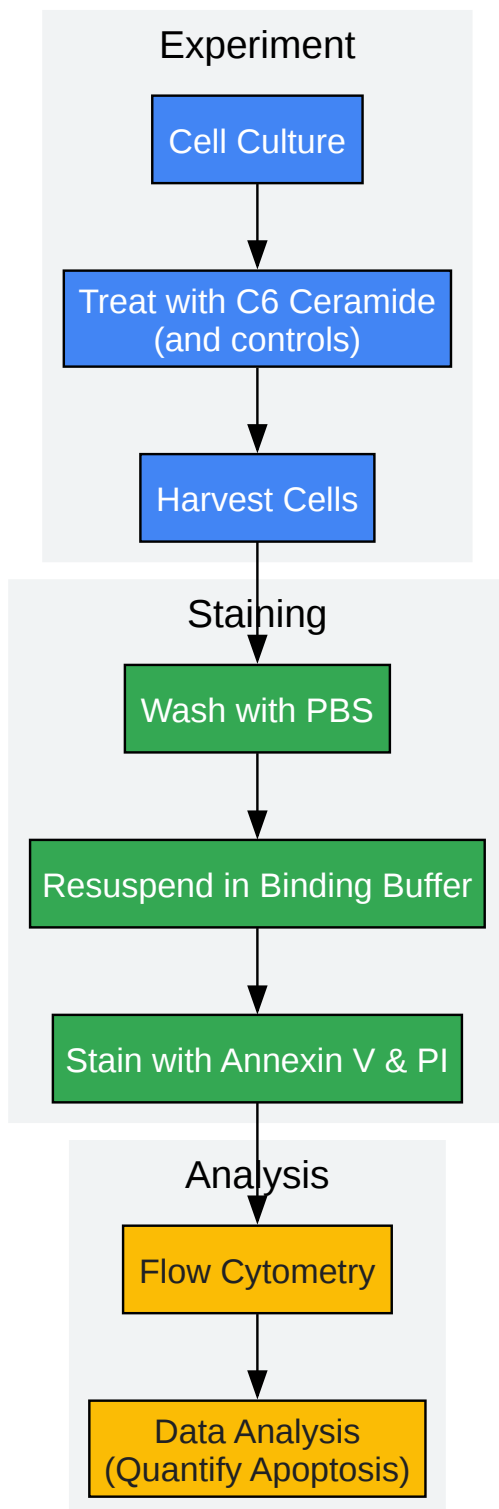 Experiment
Cell Culture
Treat with C6 Ceramide
(and controls)
Harvest Cells
Staining
Wash with PBS
Resuspend in Binding Buffer
Stain with Annexin V & PI
Analysis
Flow Cytometry
Data Analysis
(Quantify Apoptosis)